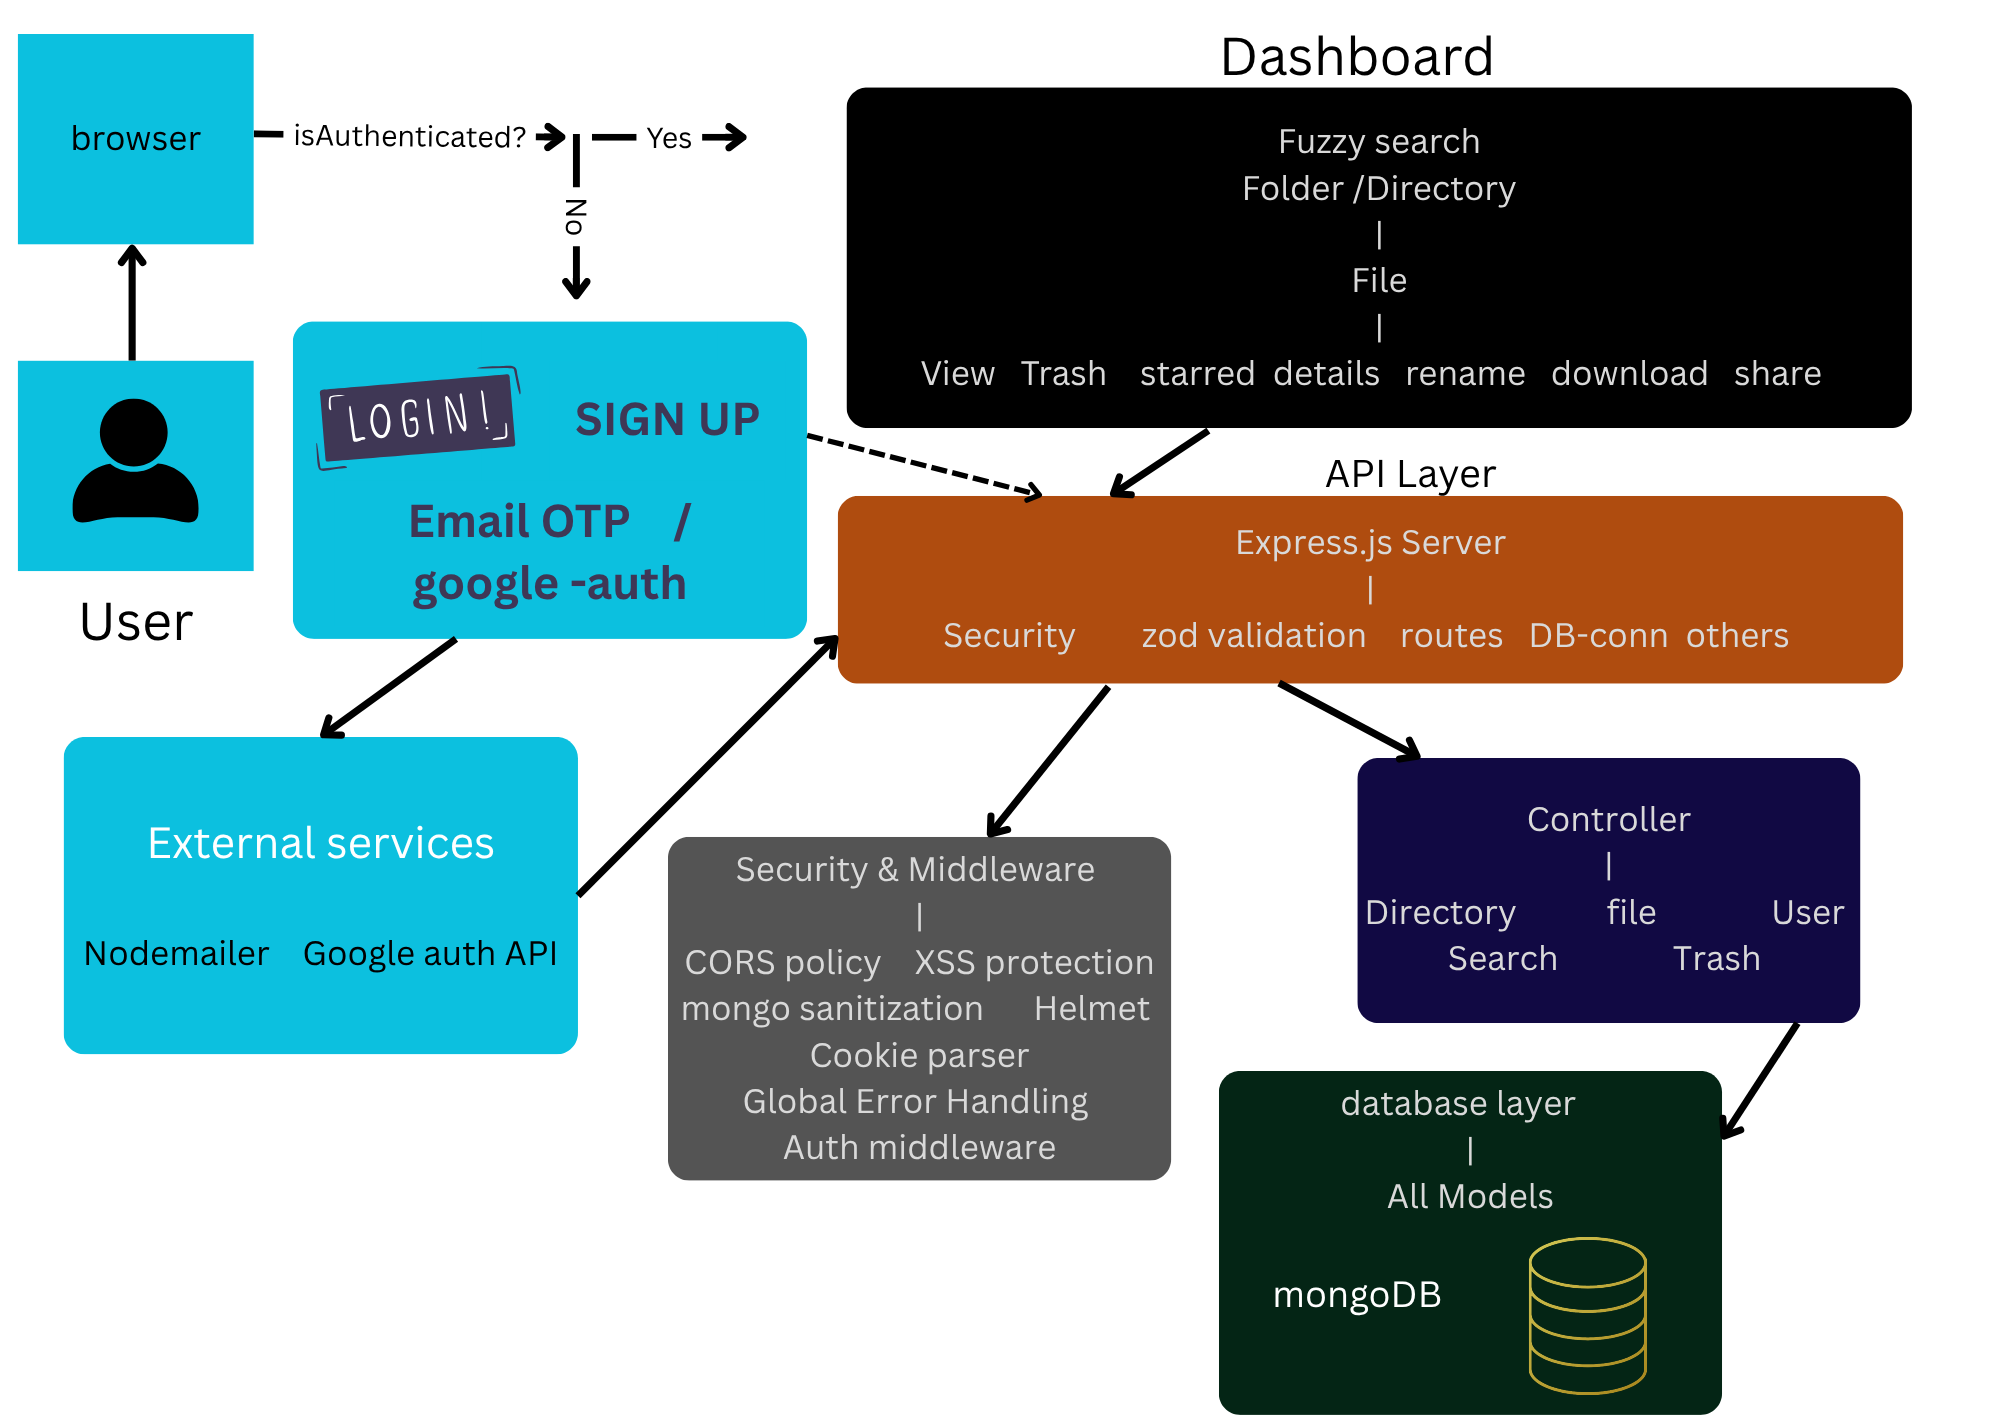 browser
isAuthenticated?
Yes
No
User
LOGIN!
SIGN UP
Email OTP /
google -auth
External services
Nodemailer Google auth API
Dashboard
Fuzzy search
Folder /Directory
|
File
|
View Trash starred details rename download share
API Layer
Express.js Server
|
Security zod validation routes DB-conn others
Security & Middleware
|
CORS policy XSS protection
mongo sanitization Helmet
Cookie parser
Global Error Handling
Auth middleware
Controller
|
Directory file User
Search Trash
database layer
|
All Models
mongoDB